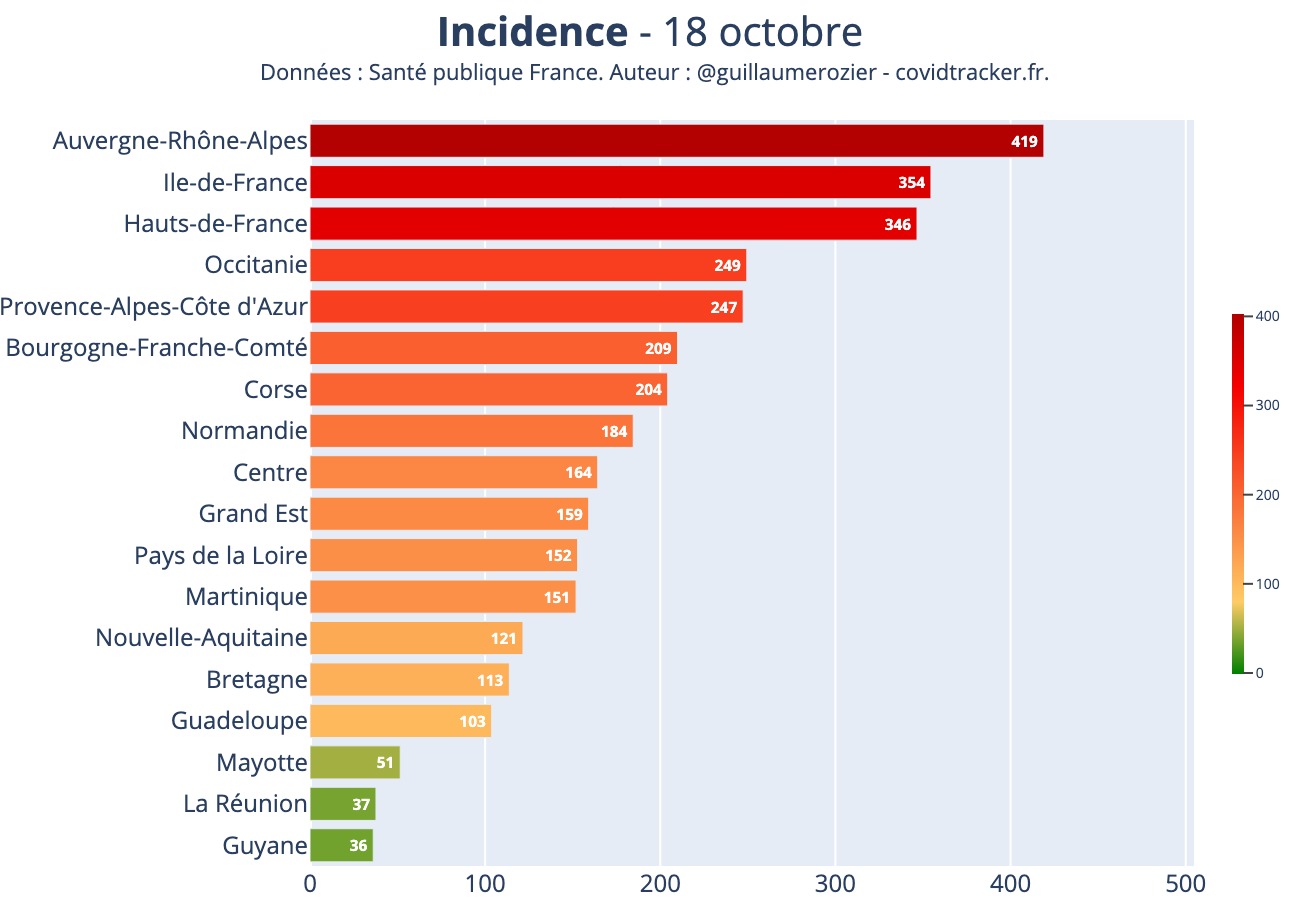 Incidence - 18 octobre
Données : Santé publique France. Auteur : @guillaumerozier - covidtracker.fr.
Auvergne-Rhône-Alpes 419
Ile-de-France 354
Hauts-de-France 346
Occitanie 249
Provence-Alpes-Côte d'Azur 247
Bourgogne-Franche-Comté 209
Corse 204
Normandie 184
Centre 164
Grand Est 159
Pays de la Loire 152
Martinique 151
Nouvelle-Aquitaine 121
Bretagne 113
Guadeloupe 103
Mayotte 51
La Réunion 37
Guyane 36
0 100 200 300 400 500
400
300
200
100
0